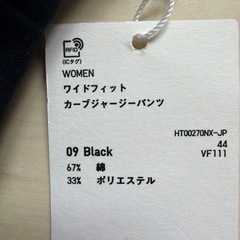 RFID
(ICタグ)
WOMEN
ワイドフィット
カーブジャージーパンツ
HT00270NX-JP
44
09 Black VF111
67% 綿
33% ポリエステル